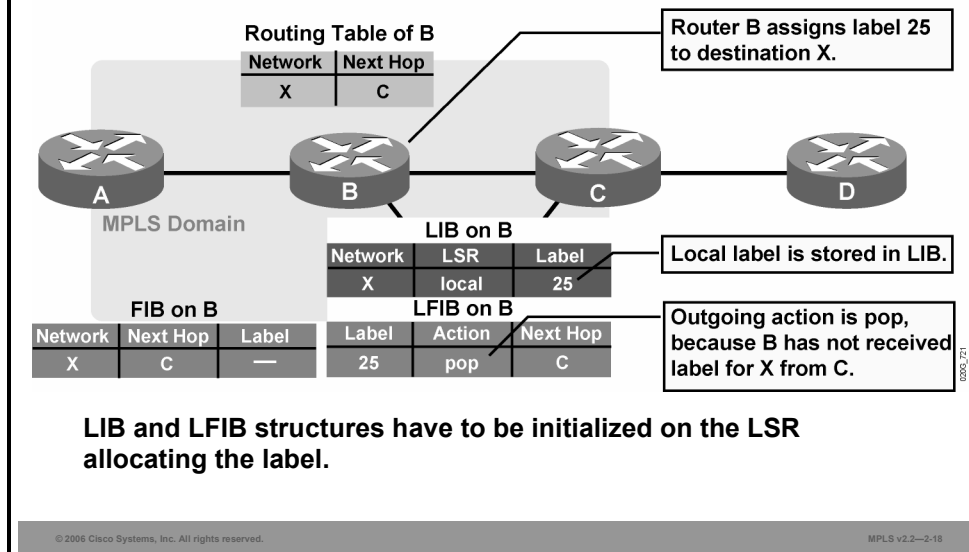 Routing Table of B
Network Next Hop
X C
Router B assigns label 25
to destination X.
A
B
C
D
MPLS Domain
LIB on B
Network LSR Label
X local 25
Local label is stored in LIB.
FIB on B
Network Next Hop Label
X C —
LFIB on B
Label Action Next Hop
25 pop C
Outgoing action is pop,
because B has not received
label for X from C.
020G_721
LIB and LFIB structures have to be initialized on the LSR
allocating the label.
© 2006 Cisco Systems, Inc. All rights reserved.
MPLS v2.2—2-18